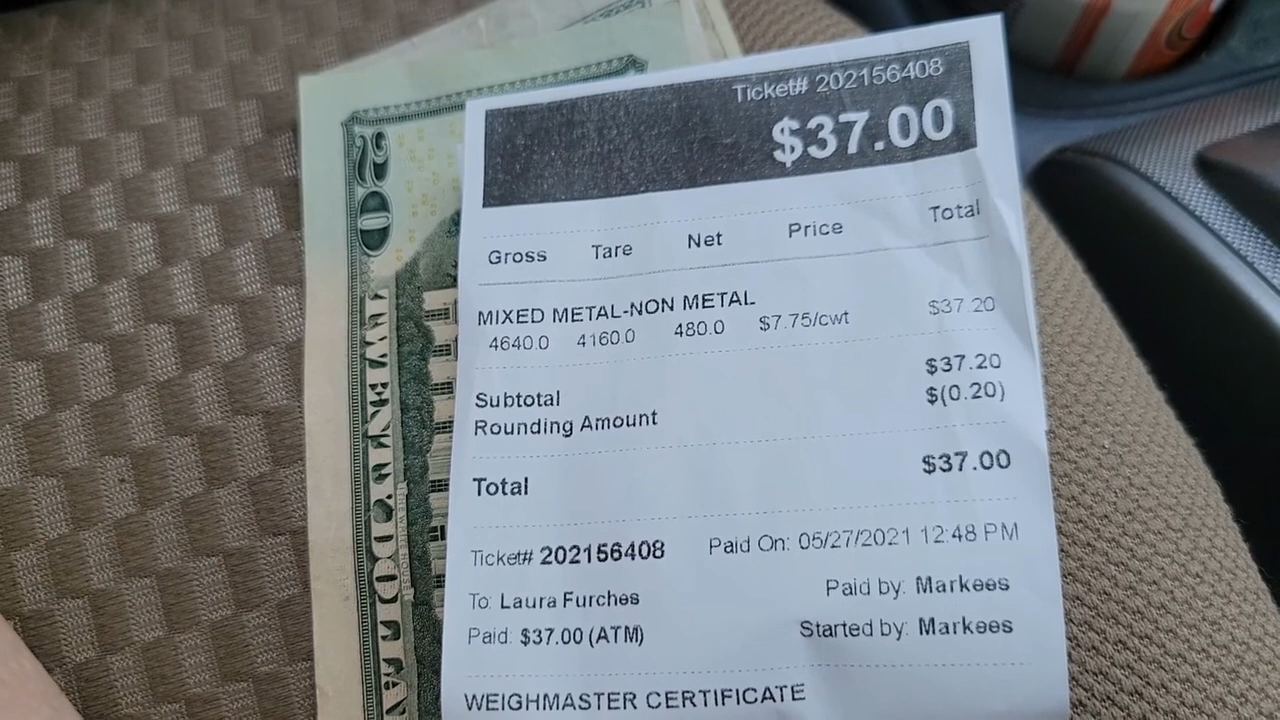 Ticket# 202156408
$37.00
Gross Tare Net Price Total
MIXED METAL-NON METAL
4640.0 4160.0 480.0 $7.75/cwt $37.20
Subtotal $37.20
Rounding Amount $(0.20)
Total $37.00
Ticket# 202156408 Paid On: 05/27/2021 12:48 PM
To: Laura Furches Paid by: Markees
Paid: $37.00 (ATM) Started by: Markees
WEIGHMASTER CERTIFICATE
20
THE WHITE HOUSE